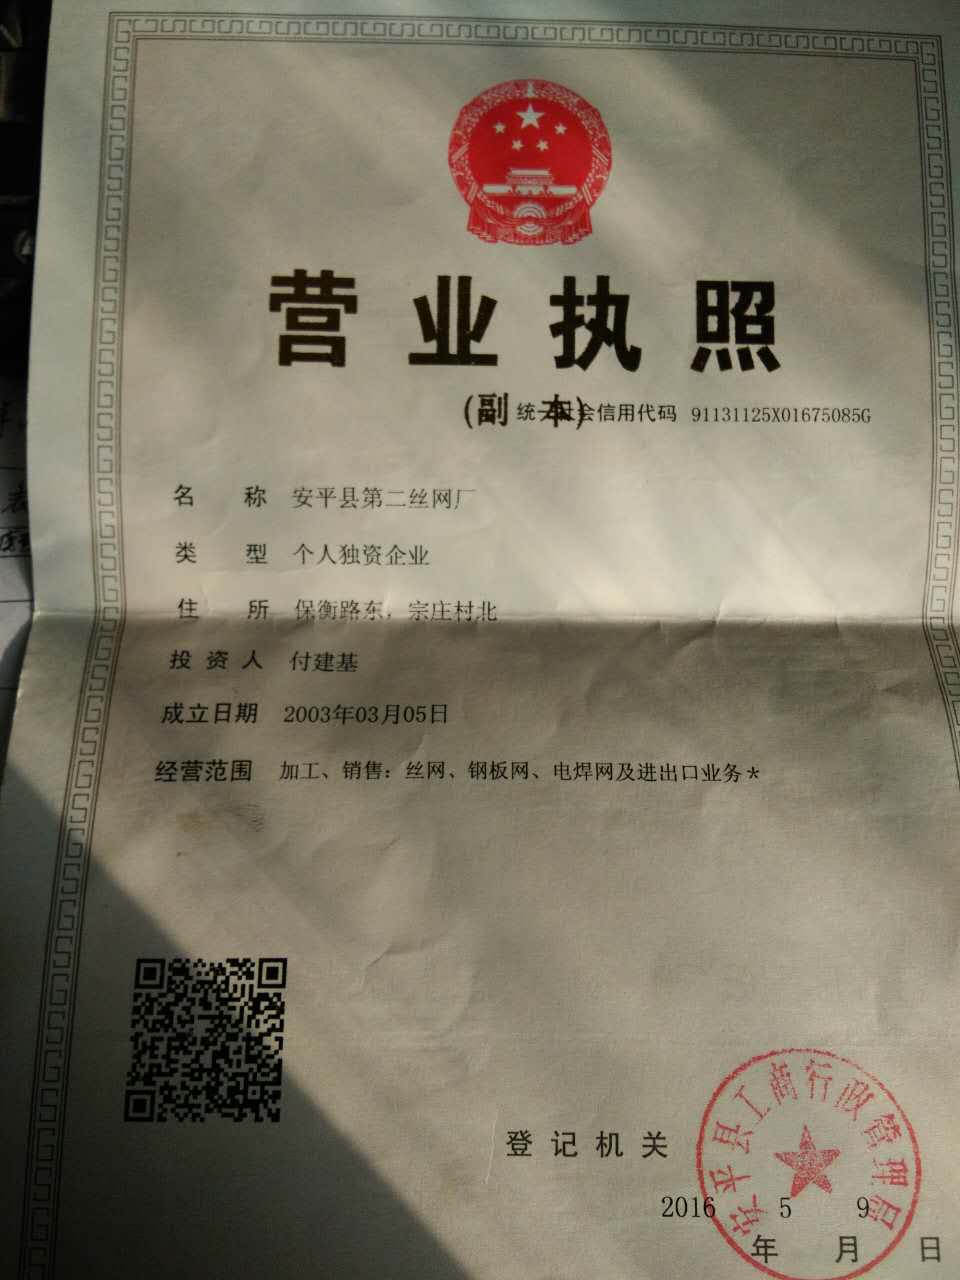 营业执照
(副 本)
统一社会信用代码 91131125X01675085G
名 称 安平县第二丝网厂
类 型 个人独资企业
住 所 保衡路东，宗庄村北
投资人 付建基
成立日期 2003年03月05日
经营范围 加工、销售：丝网、钢板网、电焊网及进出口业务*
登记机关
安平县工商行政管理局
2016 5 9
年 月 日